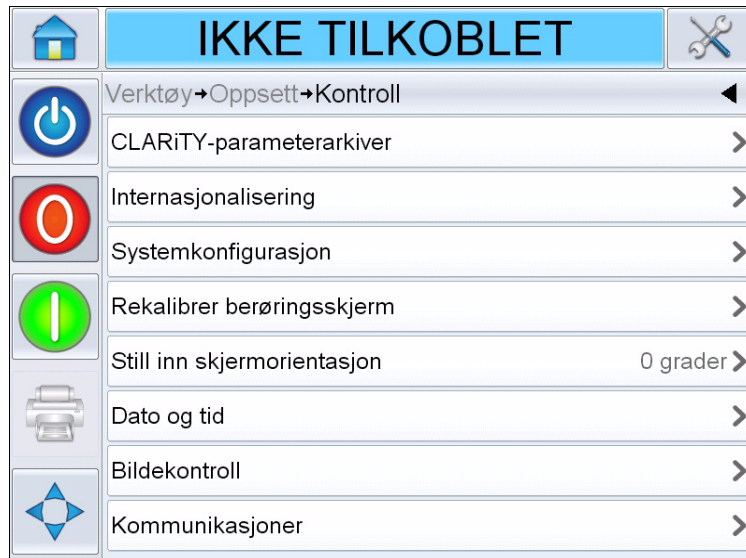 IKKE TILKOBLET
Verktøy→Oppsett→Kontroll
CLARiTY-parameterarkiver
Internasjonalisering
Systemkonfigurasjon
Rekalibrer berøringsskjerm
Still inn skjermorientasjon 0 grader
Dato og tid
Bildekontroll
Kommunikasjoner